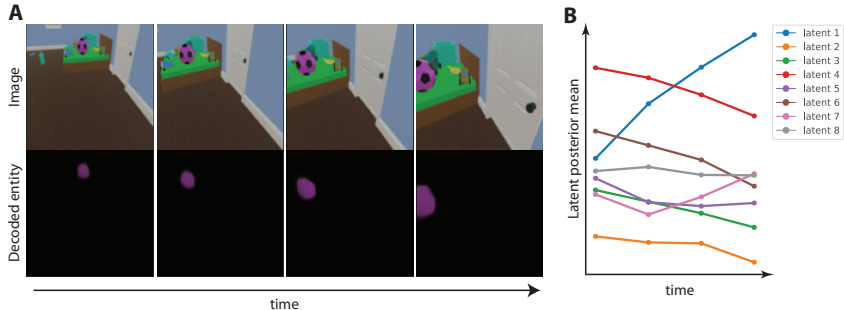 A
Image
Decoded entity
time
B
Latent posterior mean
time
latent 1
latent 2
latent 3
latent 4
latent 5
latent 6
latent 7
latent 8